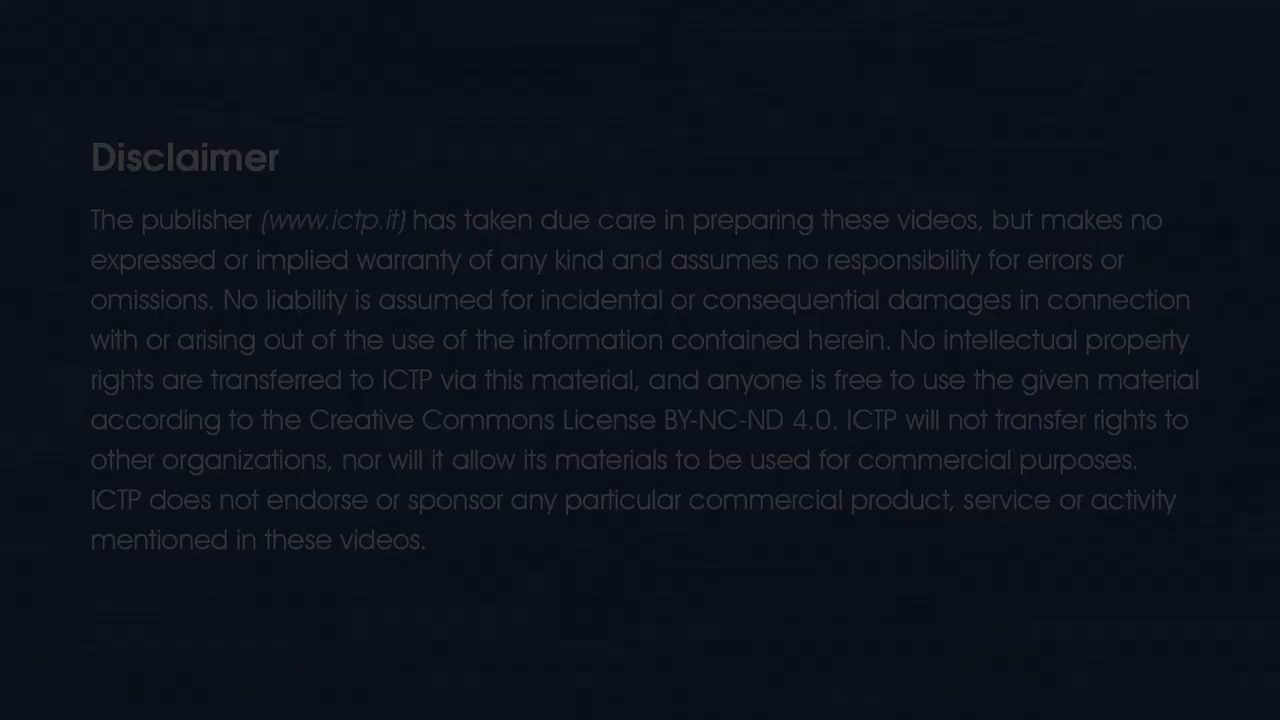 Disclaimer
The publisher (www.ictp.it) has taken due care in preparing these videos, but makes no
expressed or implied warranty of any kind and assumes no responsibility for errors or
omissions. No liability is assumed for incidental or consequential damages in connection
with or arising out of the use of the information contained herein. No intellectual property
rights are transferred to ICTP via this material, and anyone is free to use the given material
according to the Creative Commons License BY-NC-ND 4.0. ICTP will not transfer rights to
other organizations, nor will it allow its materials to be used for commercial purposes.
ICTP does not endorse or sponsor any particular commercial product, service or activity
mentioned in these videos.